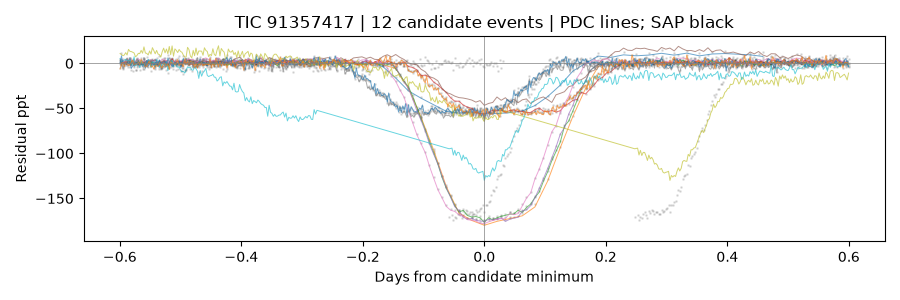 TIC 91357417 | 12 candidate events | PDC lines; SAP black
Residual ppt
0
−50
−100
−150
−0.6 −0.4 −0.2 0.0 0.2 0.4 0.6
Days from candidate minimum